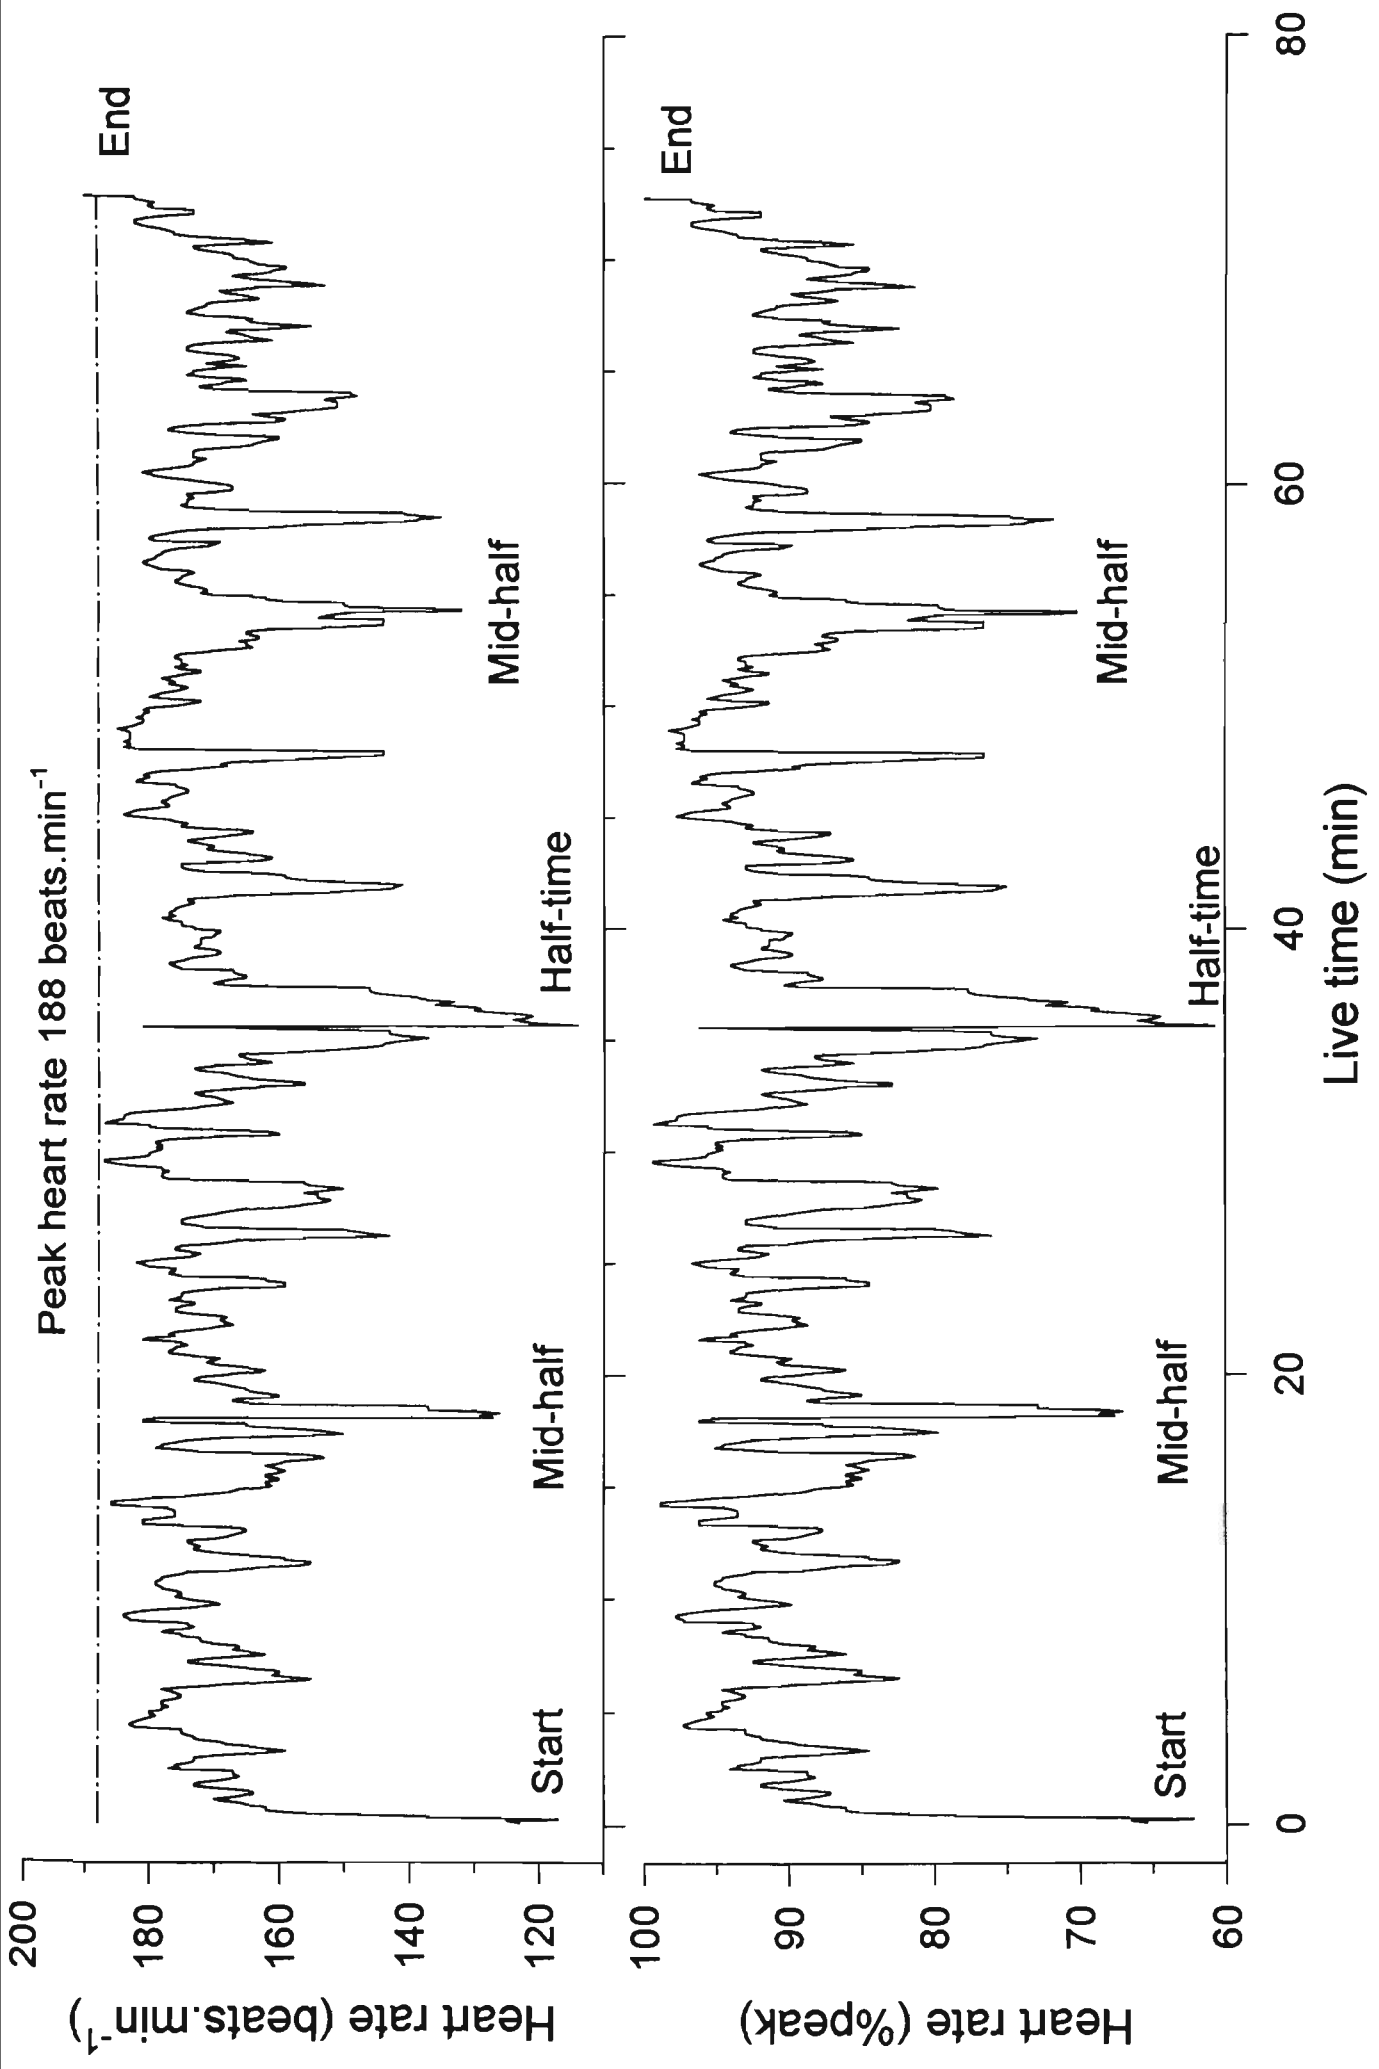 Peak heart rate 188 beats.min⁻¹
200
180
160
140
120
Heart rate (beats.min⁻¹)
Start
Mid-half
Half-time
Mid-half
End
100
90
80
70
60
Heart rate (%peak)
Start
Mid-half
Half-time
Mid-half
End
0
20
40
60
80
Live time (min)